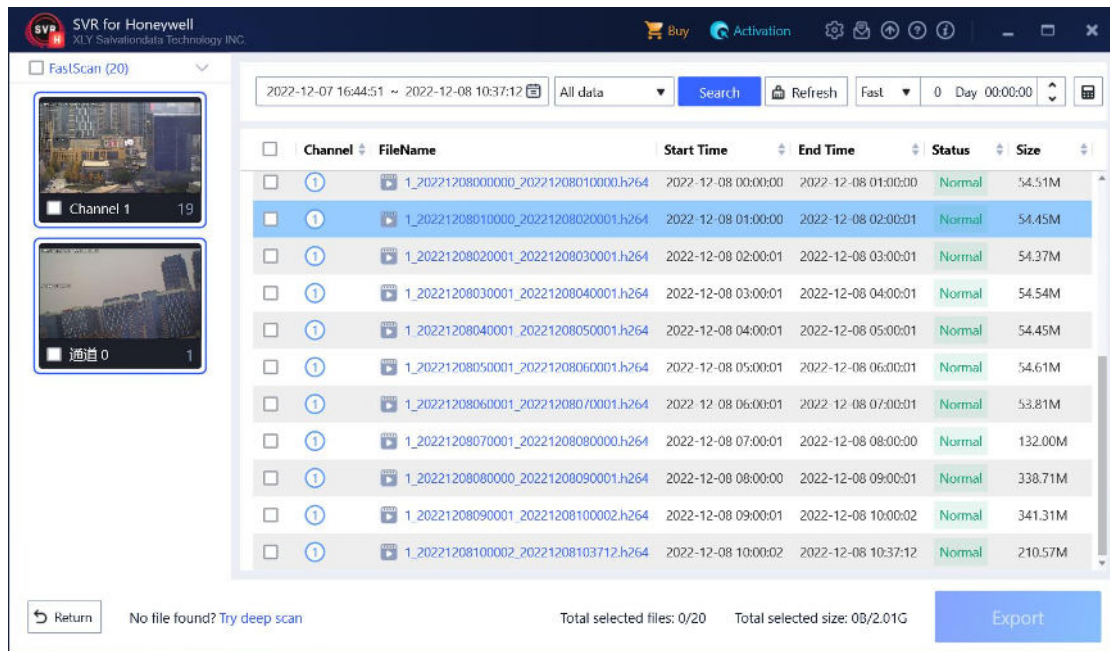 SVR for Honeywell
XLY Salvationdata Technology INC.
Buy
Activation
FastScan (20)
Channel 1 19
通道 0 1
2022-12-07 16:44:51 ~ 2022-12-08 10:37:12 All data Search Refresh Fast 0 Day 00:00:00
Channel FileName Start Time End Time Status Size
1 1_20221208000000_20221208010000.h264 2022-12-08 00:00:00 2022-12-08 01:00:00 Normal 54.51M
1 1_20221208010000_20221208020001.h264 2022-12-08 01:00:00 2022-12-08 02:00:01 Normal 54.45M
1 1_20221208020001_20221208030001.h264 2022-12-08 02:00:01 2022-12-08 03:00:01 Normal 54.37M
1 1_20221208030001_20221208040001.h264 2022-12-08 03:00:01 2022-12-08 04:00:01 Normal 54.54M
1 1_20221208040001_20221208050001.h264 2022-12-08 04:00:01 2022-12-08 05:00:01 Normal 54.45M
1 1_20221208050001_20221208060001.h264 2022-12-08 05:00:01 2022-12-08 06:00:01 Normal 54.61M
1 1_20221208060001_20221208070001.h264 2022-12-08 06:00:01 2022-12-08 07:00:01 Normal 53.81M
1 1_20221208070001_20221208080000.h264 2022-12-08 07:00:01 2022-12-08 08:00:00 Normal 132.00M
1 1_20221208080000_20221208090001.h264 2022-12-08 08:00:00 2022-12-08 09:00:01 Normal 338.71M
1 1_20221208090001_20221208100002.h264 2022-12-08 09:00:01 2022-12-08 10:00:02 Normal 341.31M
1 1_20221208100002_20221208103712.h264 2022-12-08 10:00:02 2022-12-08 10:37:12 Normal 210.57M
Return No file found? Try deep scan Total selected files: 0/20 Total selected size: 0B/2.01G Export